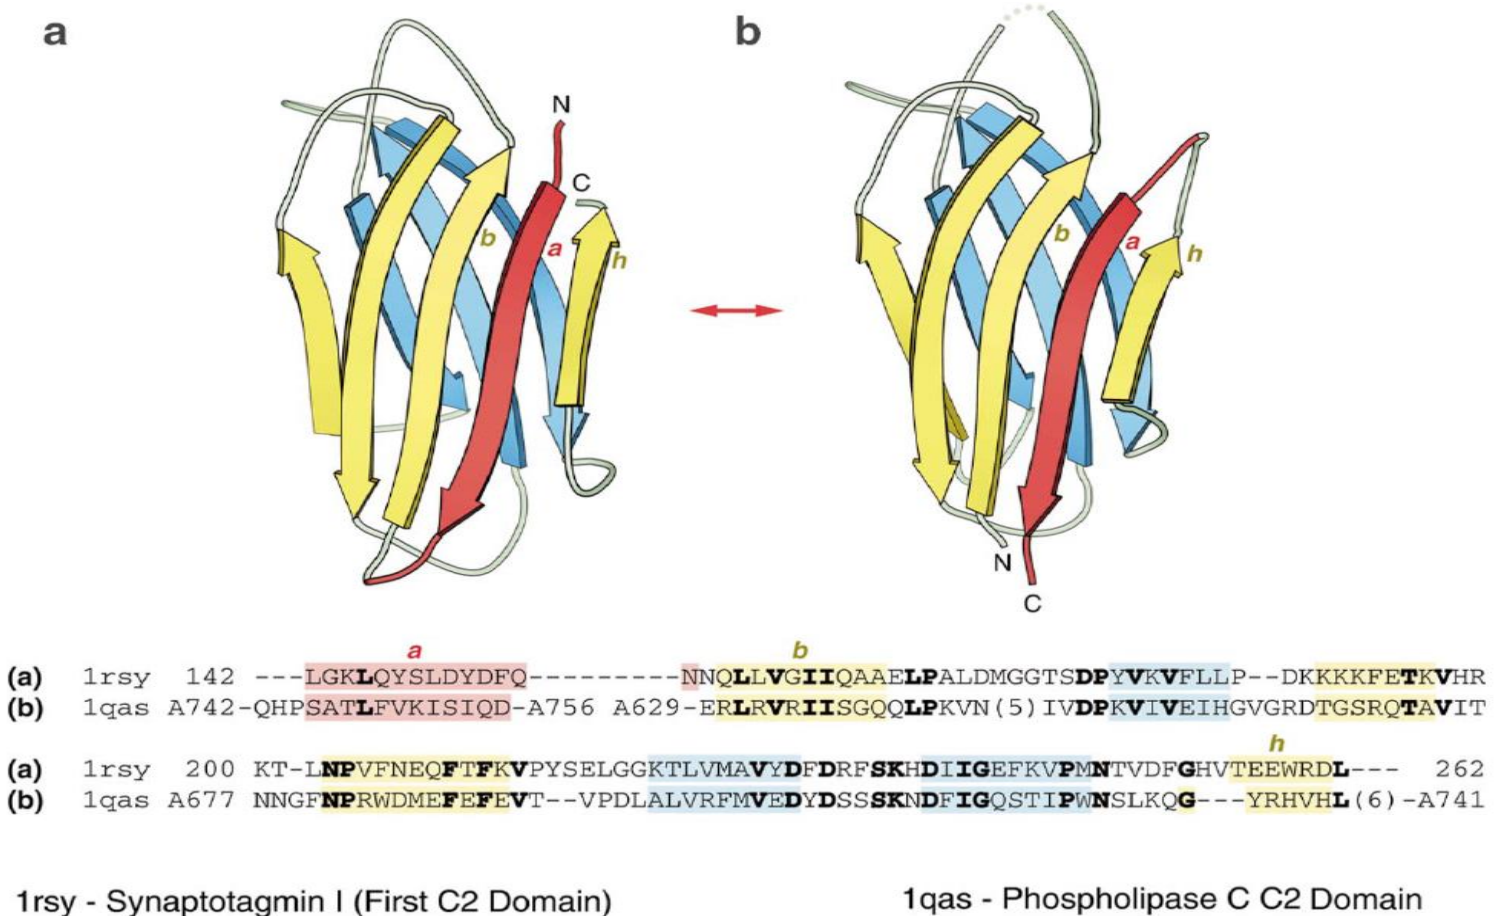 a b
N
C
b a h
b a h
N
C
a b
(a) 1rsy 142 ---LGKLQYSLDYDFQ----------NNQLLVGIIQAAELPALDMGGTSDPYVKVFLLP--DKKKKFETKVHR
(b) 1qas A742-QHPSATLFVKISIQD-A756 A629-ERLRVRIISGQQLPKVN(5)IVDPKVIVEIHGVGRDTGSRQTAVIT
h
(a) 1rsy 200 KT-LNPVFNEQFTFKVPYSELGGKTLVMAVYDFDRFSKHDIIGEFKVPMNTVDFGHVTEEWRDL--- 262
(b) 1qas A677 NNGFNPRWDMEFEFEVT--VPDLALVRFMVEDYDSSSKNDFIGQSTIPWNSLKQG---YRHVHL(6)-A741
1rsy - Synaptotagmin I (First C2 Domain) 1qas - Phospholipase C C2 Domain